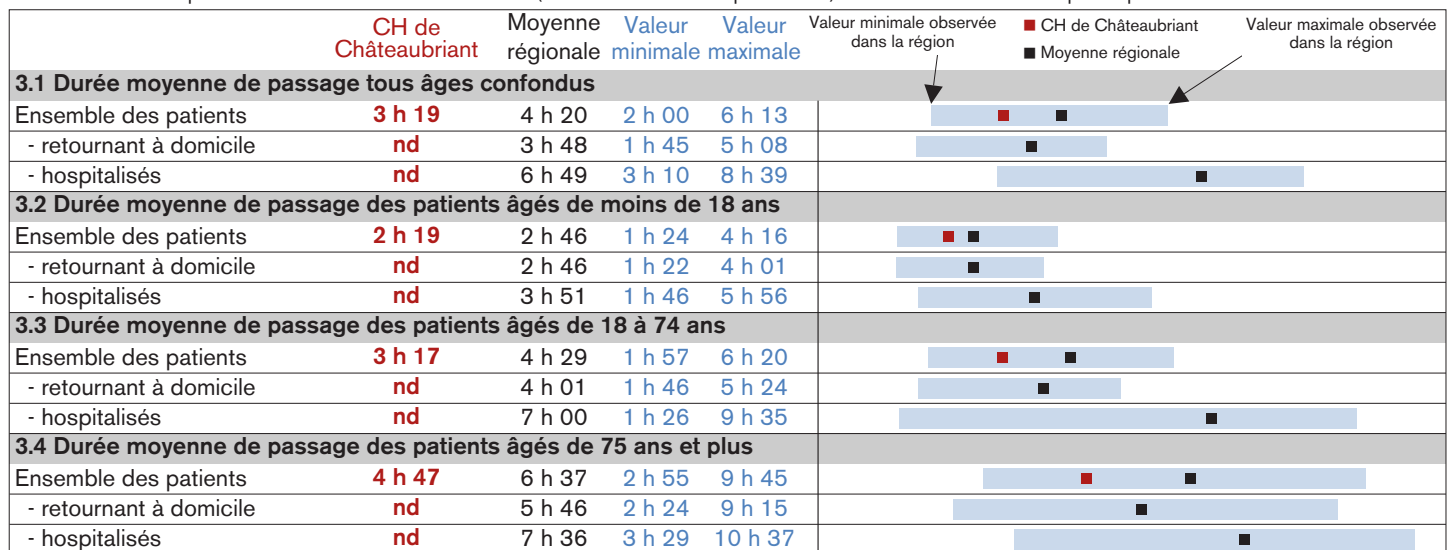 CH de Châteaubriant Moyenne régionale Valeur minimale Valeur maximale Valeur minimale observée dans la région CH de Châteaubriant Moyenne régionale Valeur maximale observée dans la région
3.1 Durée moyenne de passage tous âges confondus
Ensemble des patients 3 h 19 4 h 20 2 h 00 6 h 13
- retournant à domicile nd 3 h 48 1 h 45 5 h 08
- hospitalisés nd 6 h 49 3 h 10 8 h 39
3.2 Durée moyenne de passage des patients âgés de moins de 18 ans
Ensemble des patients 2 h 19 2 h 46 1 h 24 4 h 16
- retournant à domicile nd 2 h 46 1 h 22 4 h 01
- hospitalisés nd 3 h 51 1 h 46 5 h 56
3.3 Durée moyenne de passage des patients âgés de 18 à 74 ans
Ensemble des patients 3 h 17 4 h 29 1 h 57 6 h 20
- retournant à domicile nd 4 h 01 1 h 46 5 h 24
- hospitalisés nd 7 h 00 1 h 26 9 h 35
3.4 Durée moyenne de passage des patients âgés de 75 ans et plus
Ensemble des patients 4 h 47 6 h 37 2 h 55 9 h 45
- retournant à domicile nd 5 h 46 2 h 24 9 h 15
- hospitalisés nd 7 h 36 3 h 29 10 h 37